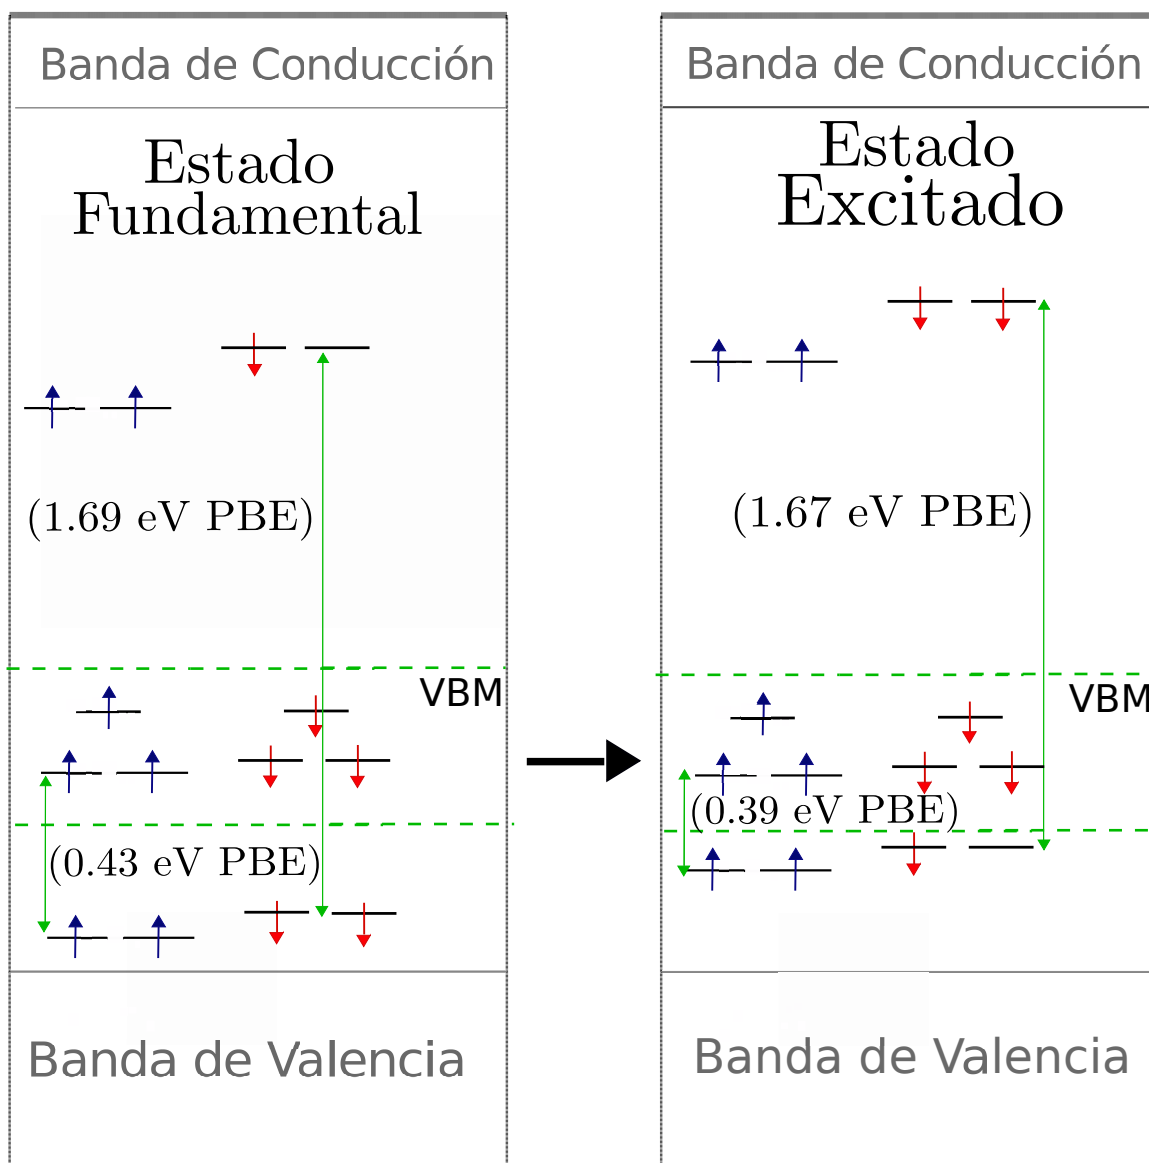 Banda de Conducción
Estado
Fundamental
(1.69 eV PBE)
VBM
(0.43 eV PBE)
Banda de Valencia
Banda de Conducción
Estado
Excitado
(1.67 eV PBE)
VBM
(0.39 eV PBE)
Banda de Valencia